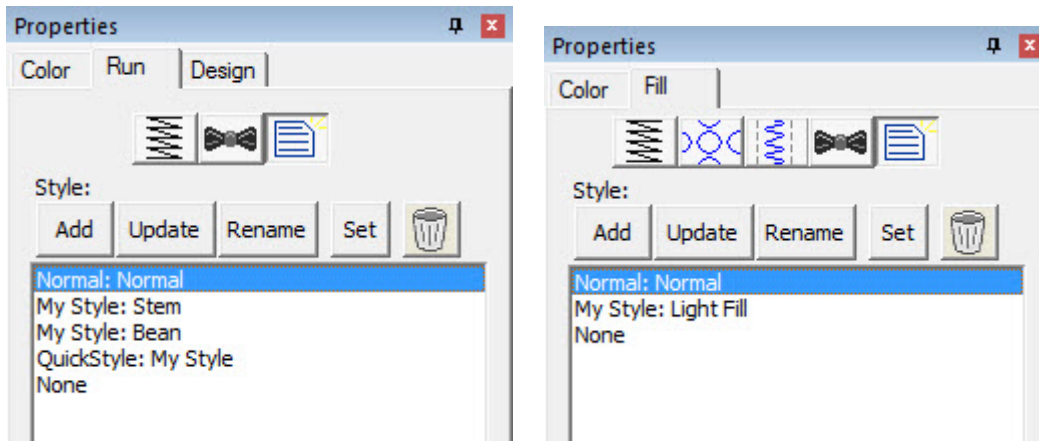 Properties
Color Run Design
Style:
Add Update Rename Set
Normal: Normal
My Style: Stem
My Style: Bean
QuickStyle: My Style
None
Properties
Color Fill
Style:
Add Update Rename Set
Normal: Normal
My Style: Light Fill
None